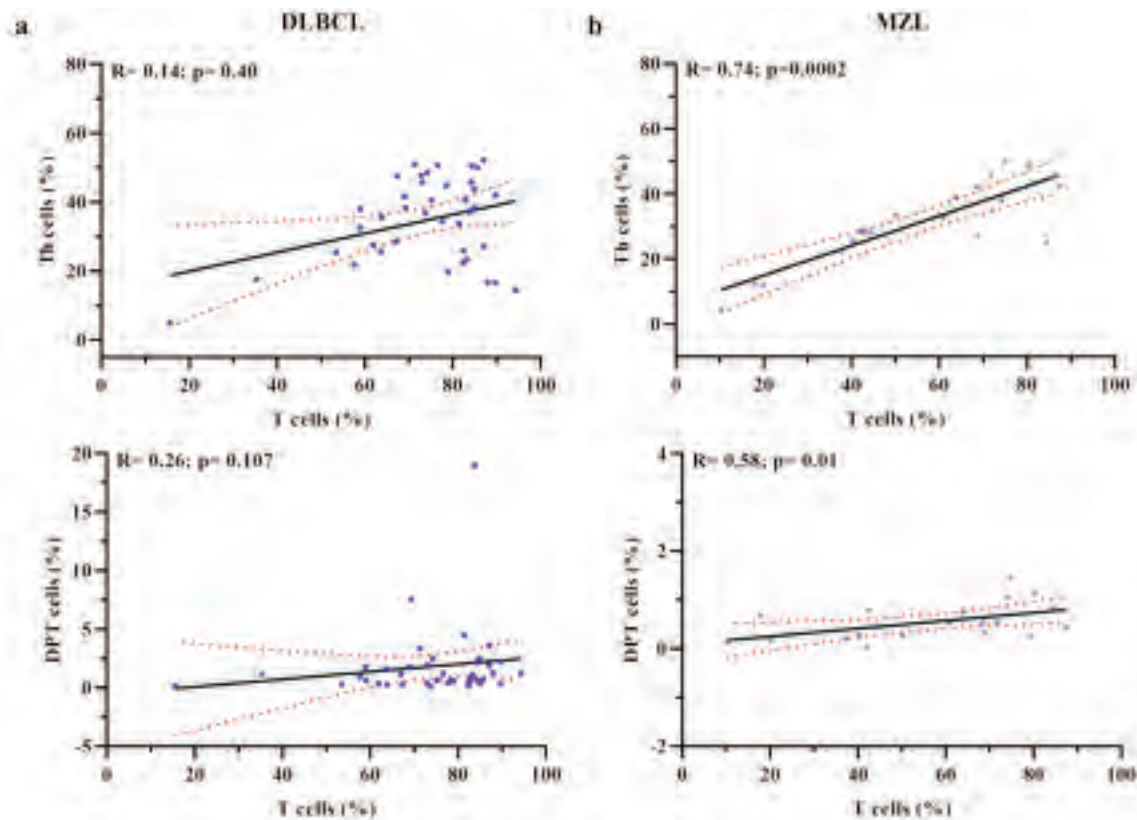 a DLBCL
R= 0.14; p= 0.40
80
60
40
20
0
Th cells (%)
0 20 40 60 80 100
T cells (%)
b MZL
R= 0.74; p=0.0002
80
60
40
20
0
Th cells (%)
0 20 40 60 80 100
T cells (%)
R= 0.26; p= 0.107
20
15
10
5
0
-5
DPT cells (%)
0 20 40 60 80 100
T cells (%)
R= 0.58; p= 0.01
4
2
0
-2
DPT cells (%)
0 20 40 60 80 100
T cells (%)